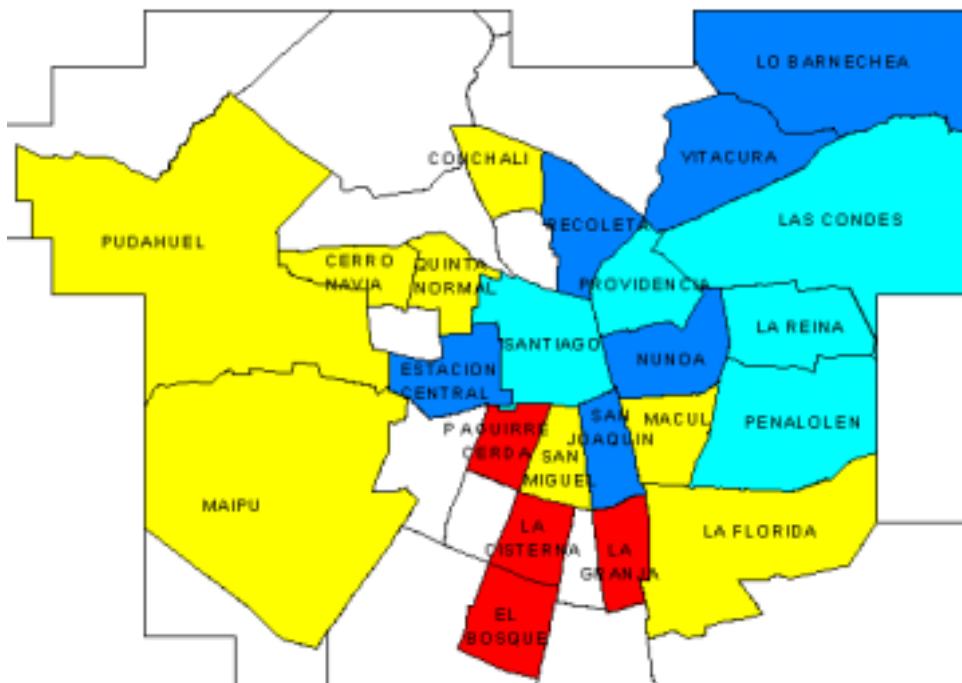 LO BARNECHEA
CONCHALI
VITACURA
RECOLETA
LAS CONDES
PUDAHUEL
CERRO
NAVIA
QUINTA
NORMAL
PROVIDENCIA
LA REINA
SANTIAGO
NUNOA
ESTACION
CENTRAL
PENALOLEN
P AGUIRRE
CERDA
SAN
MIGUEL
SAN
JOAQUIN
MACUL
MAIPU
LA FLORIDA
LA
CISTERNA
LA
GRANJA
EL
BOSQUE